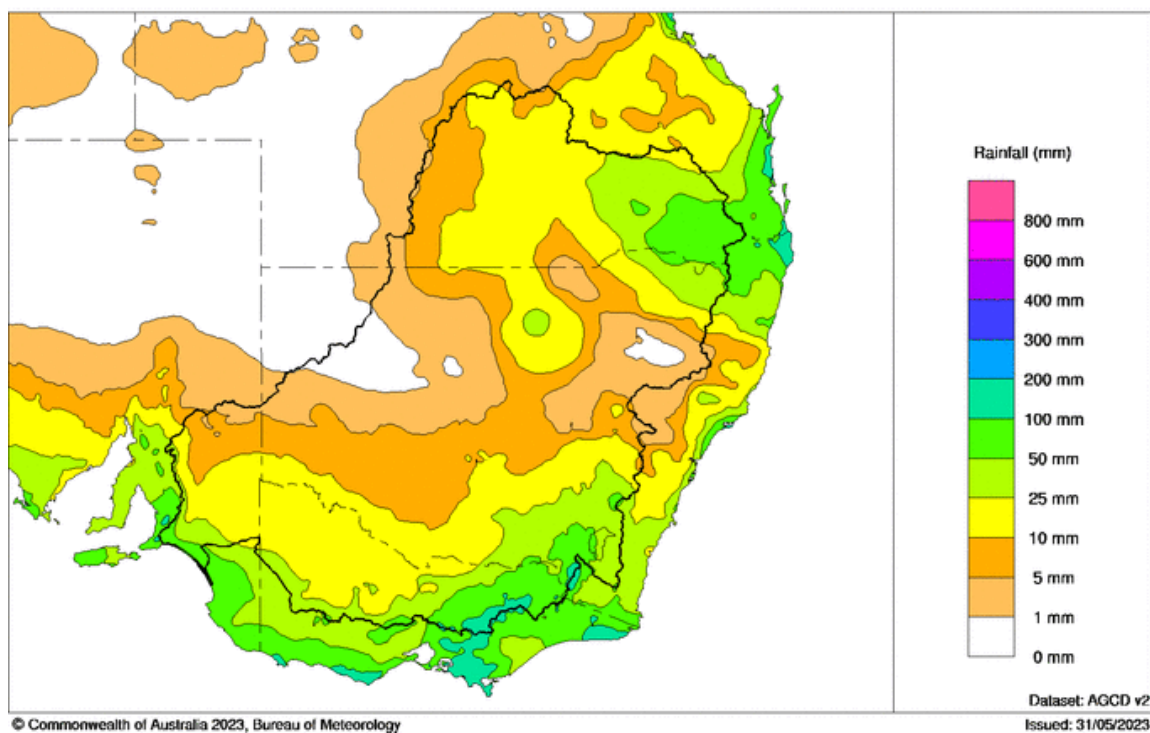 Rainfall (mm)
800 mm
600 mm
400 mm
300 mm
200 mm
100 mm
50 mm
25 mm
10 mm
5 mm
1 mm
0 mm
Dataset: AGCD v2
© Commonwealth of Australia 2023, Bureau of Meteorology
Issued: 31/05/2023